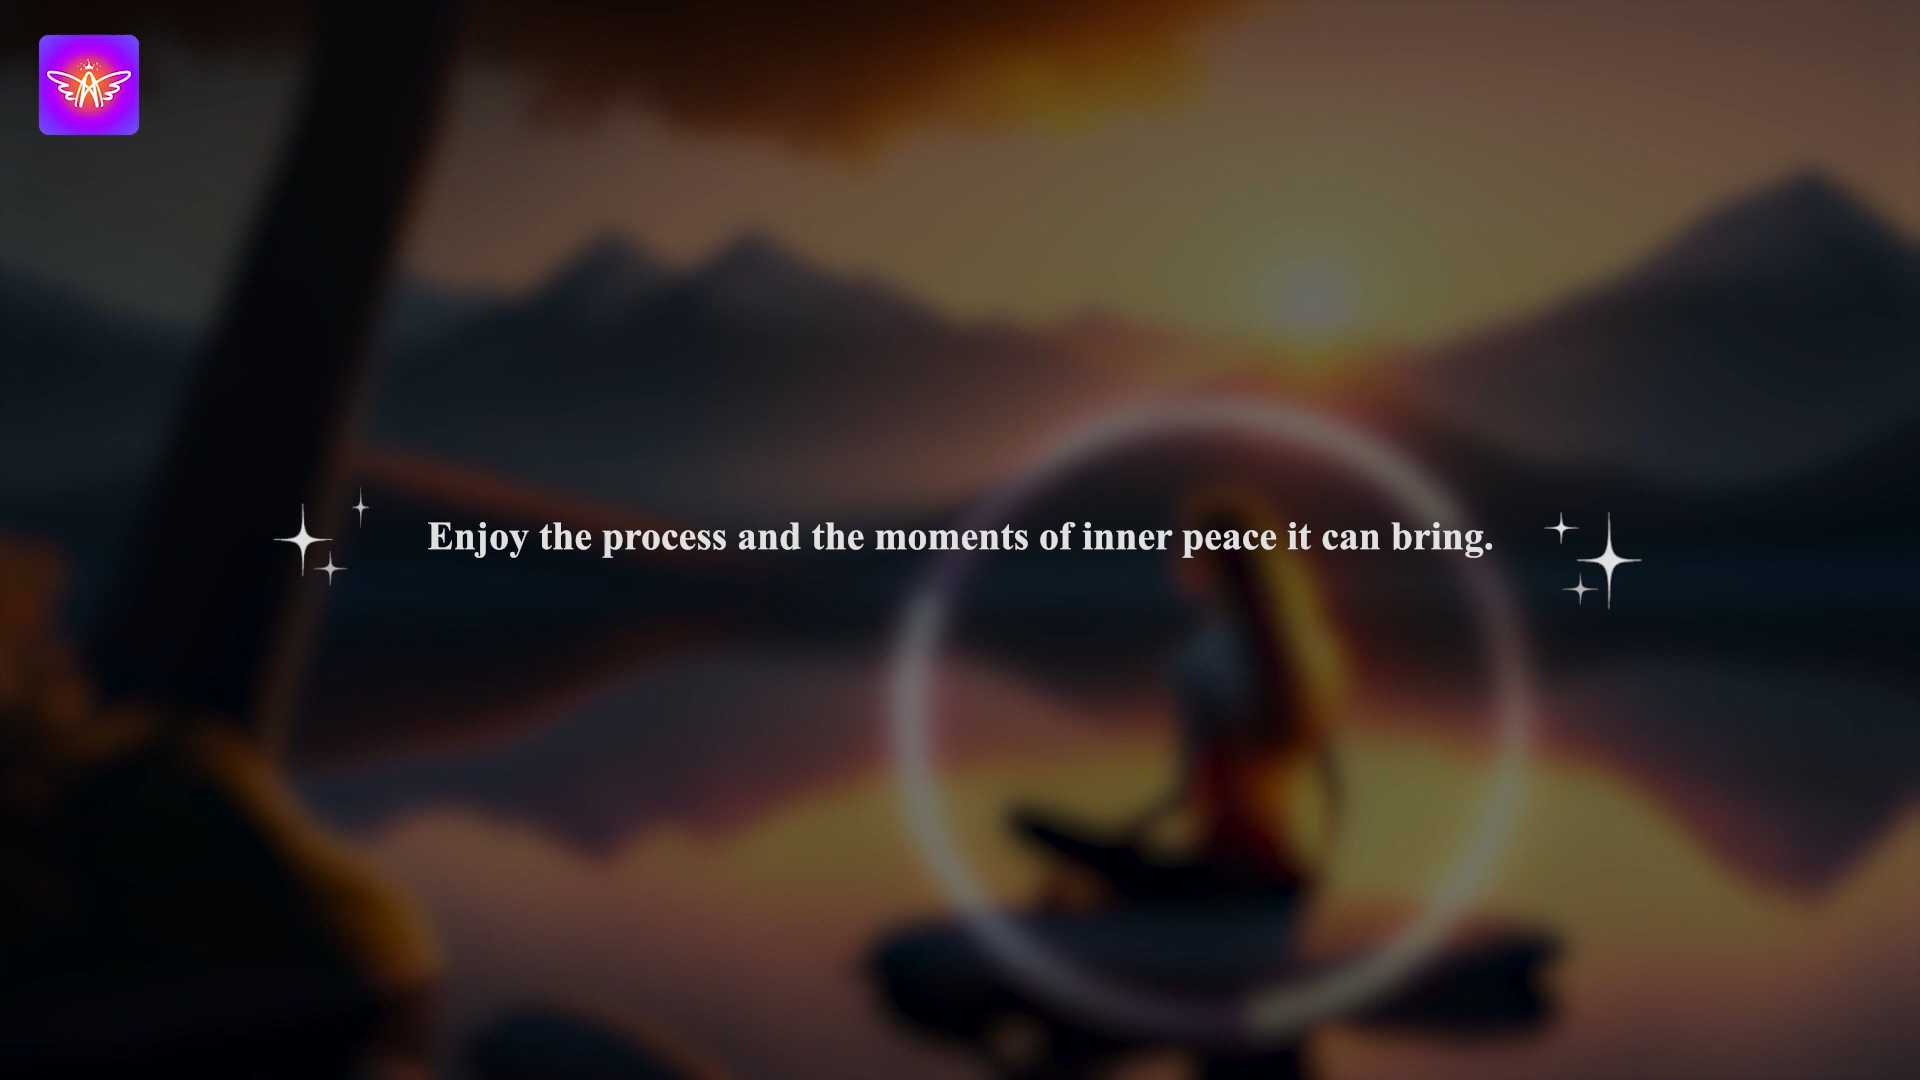 Enjoy the process and the moments of inner peace it can bring.